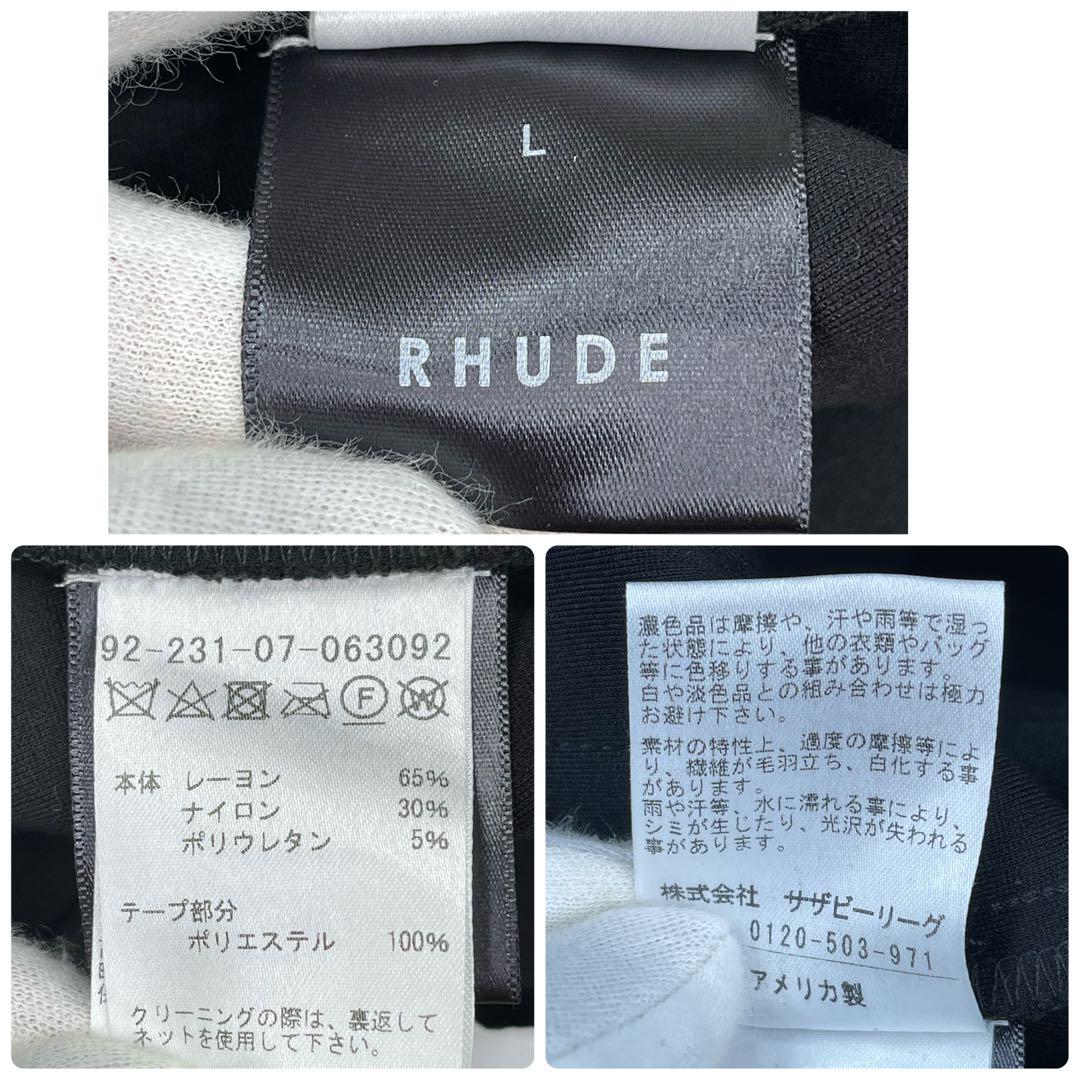 L
RHUDE
92-231-07-063092
F
W
本体 レーヨン 65%
ナイロン 30%
ポリウレタン 5%
テープ部分
ポリエステル 100%
クリーニングの際は、裏返して
ネットを使用して下さい。
濃色品は摩擦や、汗や雨等で湿っ
た状態により、他の衣類やバッグ
等に色移りする事があります。
白や淡色品との組み合わせは極力
お避け下さい。
素材の特性上、過度の摩擦等によ
り、繊維が毛羽立ち、白化する事
があります。
雨や汗等、水に濡れる事により、
シミが生じたり、光沢が失われる
事があります。
株式会社 サザビーリーグ
0120-503-971
アメリカ製